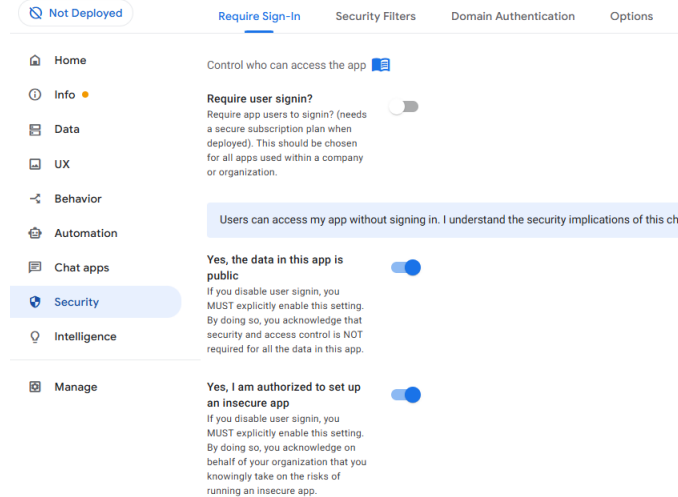 Not Deployed
Require Sign-In
Security Filters
Domain Authentication
Options
Home
Info
Data
UX
Behavior
Automation
Chat apps
Security
Intelligence
Manage
Control who can access the app
Require user signin?
Require app users to signin? (needs
a secure subscription plan when
deployed). This should be chosen
for all apps used within a company
or organization.
Users can access my app without signing in. I understand the security implications of this ch
Yes, the data in this app is
public
If you disable user signin, you
MUST explicitly enable this setting.
By doing so, you acknowledge that
security and access control is NOT
required for all the data in this app.
Yes, I am authorized to set up
an insecure app
If you disable user signin, you
MUST explicitly enable this setting.
By doing so, you acknowledge on
behalf of your organization that you
knowingly take on the risks of
running an insecure app.